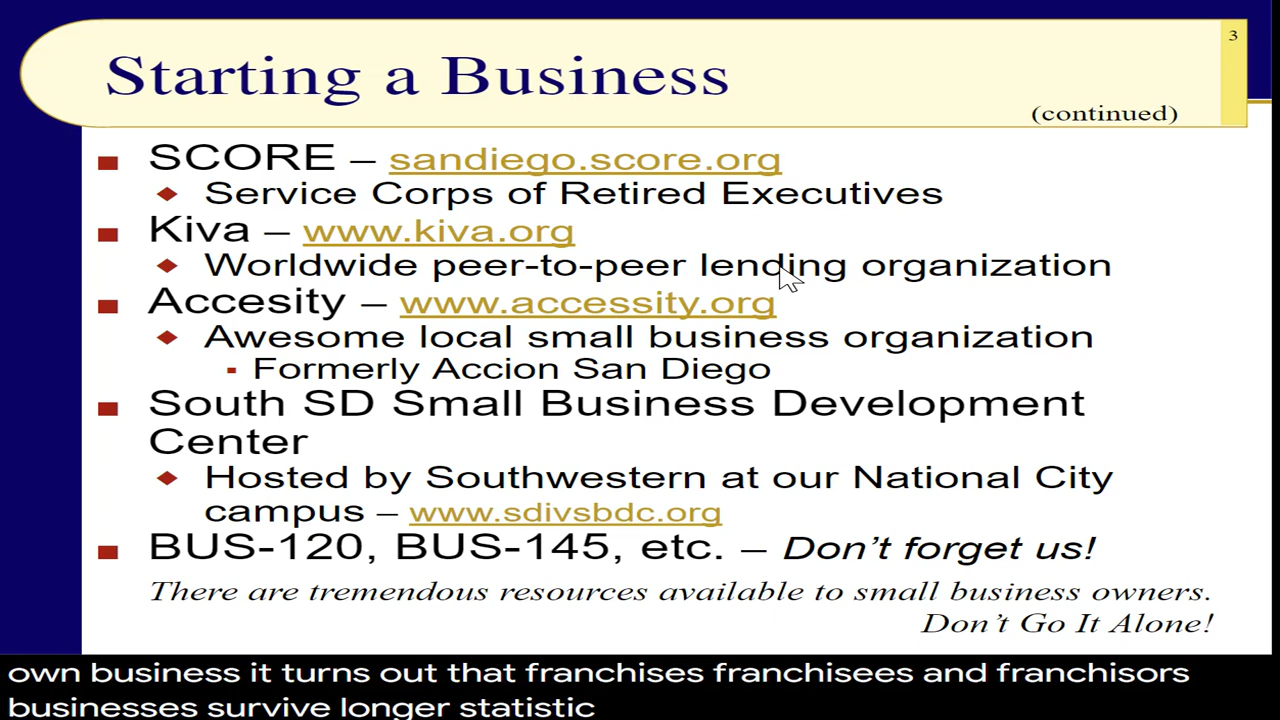 3
Starting a Business
(continued)
SCORE – sandiego.score.org
Service Corps of Retired Executives
Kiva – www.kiva.org
Worldwide peer-to-peer lending organization
Accesity – www.accessity.org
Awesome local small business organization
Formerly Accion San Diego
South SD Small Business Development
Center
Hosted by Southwestern at our National City
campus – www.sdivsbdc.org
BUS-120, BUS-145, etc. – Don't forget us!
There are tremendous resources available to small business owners.
Don't Go It Alone!
own business it turns out that franchises franchisees and franchisors
businesses survive longer statistic